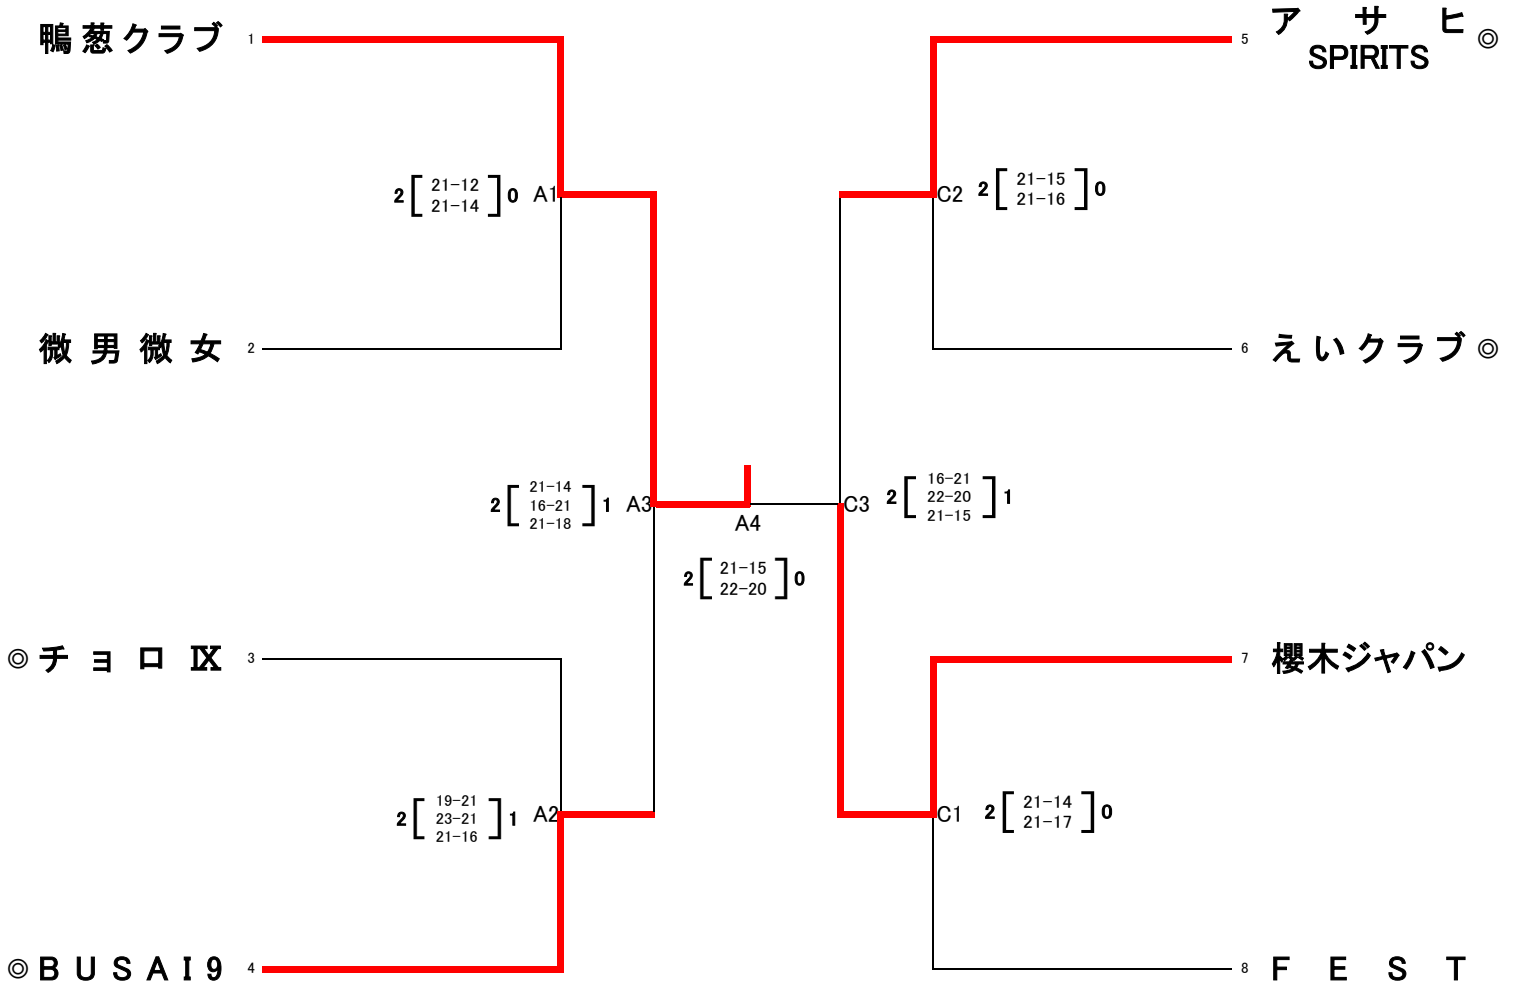 鴨葱クラブ 1
5 アサヒ ◎
SPIRITS
2 [ 21-12 ] 0 A1
21-14
C2 2 [ 21-15 ] 0
21-16
微男微女 2
6 えいクラブ ◎
2 [ 21-14 ] 1 A3
16-21
21-18
C3 2 [ 16-21 ] 1
22-20
21-15
A4
2 [ 21-15 ] 0
22-20
◎ チョロⅨ 3
7 櫻木ジャパン
2 [ 19-21 ] 1 A2
23-21
21-16
C1 2 [ 21-14 ] 0
21-17
◎ BUSAI9 4
8 FEST